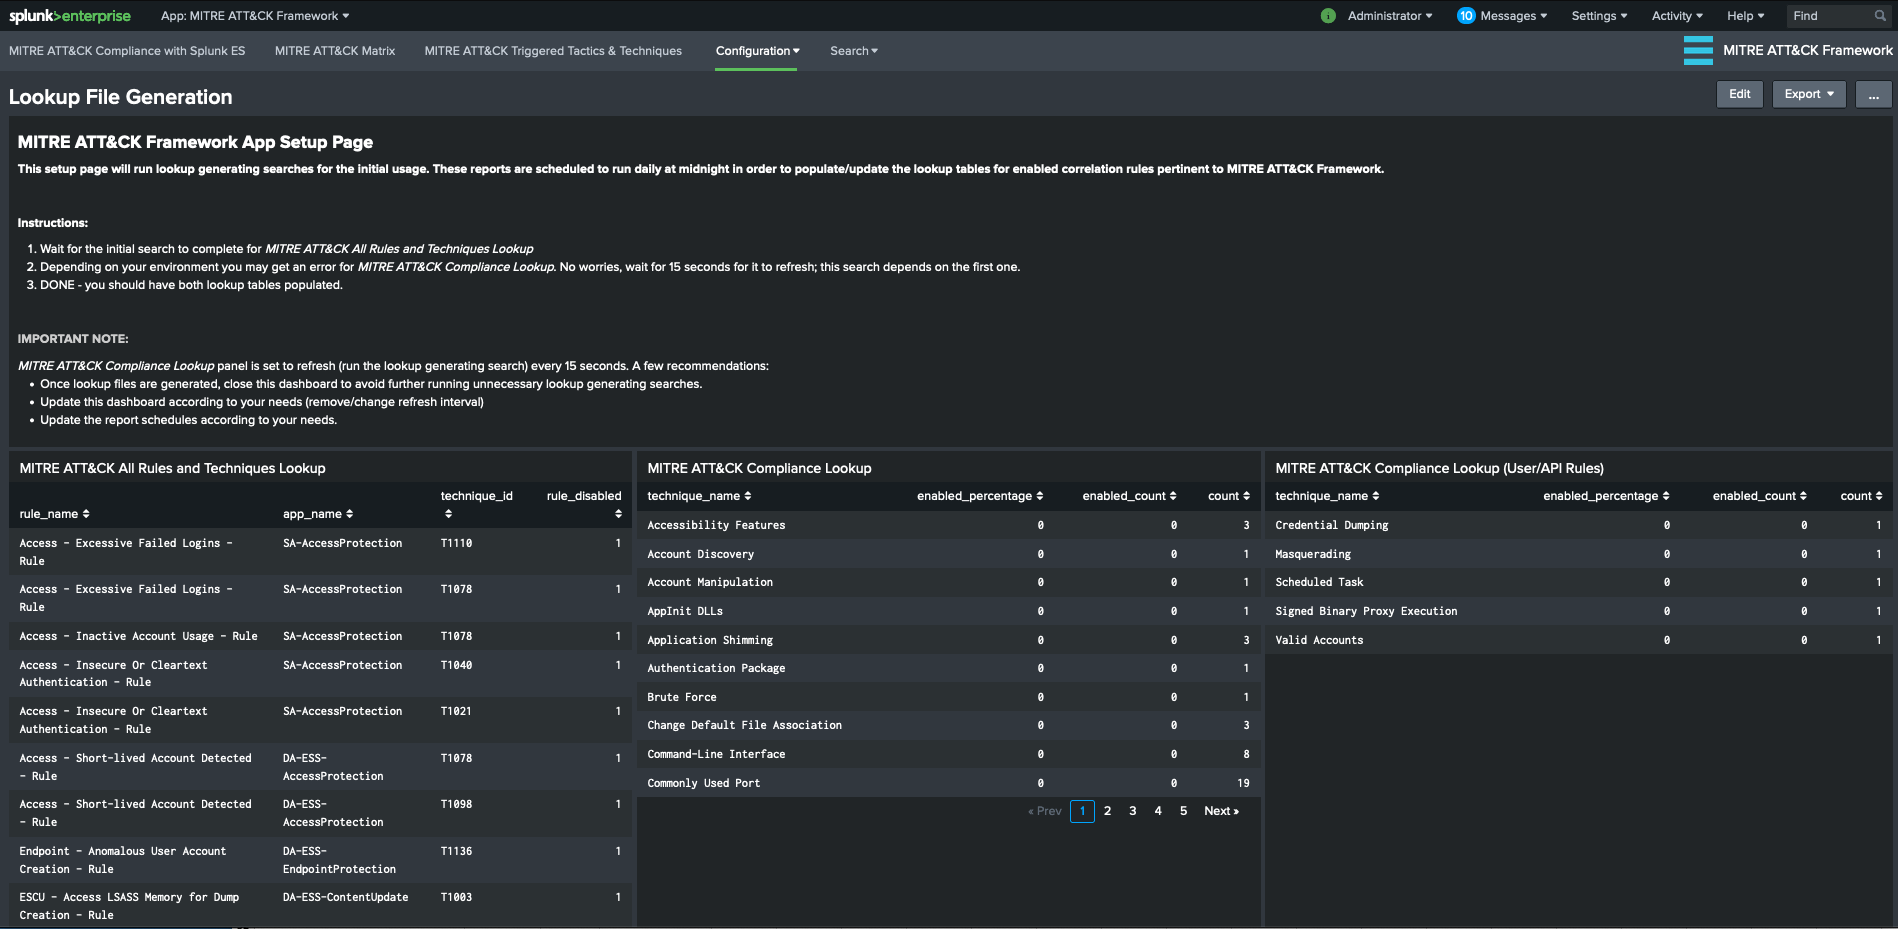 splunk>enterprise App: MITRE ATT&CK Framework ▾ i Administrator ▾ 10 Messages ▾ Settings ▾ Activity ▾ Help ▾ Find
MITRE ATT&CK Compliance with Splunk ES MITRE ATT&CK Matrix MITRE ATT&CK Triggered Tactics & Techniques Configuration ▾ Search ▾ MITRE ATT&CK Framework
Lookup File Generation Edit Export ▾ ...
MITRE ATT&CK Framework App Setup Page
This setup page will run lookup generating searches for the initial usage. These reports are scheduled to run daily at midnight in order to populate/update the lookup tables for enabled correlation rules pertinent to MITRE ATT&CK Framework.
Instructions:
1. Wait for the initial search to complete for MITRE ATT&CK All Rules and Techniques Lookup
2. Depending on your environment you may get an error for MITRE ATT&CK Compliance Lookup. No worries, wait for 15 seconds for it to refresh; this search depends on the first one.
3. DONE - you should have both lookup tables populated.
IMPORTANT NOTE:
MITRE ATT&CK Compliance Lookup panel is set to refresh (run the lookup generating search) every 15 seconds. A few recommendations:
• Once lookup files are generated, close this dashboard to avoid further running unnecessary lookup generating searches.
• Update this dashboard according to your needs (remove/change refresh interval)
• Update the report schedules according to your needs.
MITRE ATT&CK All Rules and Techniques Lookup
rule_name app_name technique_id rule_disabled
Access - Excessive Failed Logins - SA-AccessProtection T1110 1
Rule
Access - Excessive Failed Logins - SA-AccessProtection T1078 1
Rule
Access - Inactive Account Usage - Rule SA-AccessProtection T1078 1
Access - Insecure Or Cleartext SA-AccessProtection T1040 1
Authentication - Rule
Access - Insecure Or Cleartext SA-AccessProtection T1021 1
Authentication - Rule
Access - Short-lived Account Detected DA-ESS- T1078 1
- Rule AccessProtection
Access - Short-lived Account Detected DA-ESS- T1098 1
- Rule AccessProtection
Endpoint - Anomalous User Account DA-ESS- T1136 1
Creation - Rule EndpointProtection
ESCU - Access LSASS Memory for Dump DA-ESS-ContentUpdate T1003 1
Creation - Rule
MITRE ATT&CK Compliance Lookup
technique_name enabled_percentage enabled_count count
Accessibility Features 0 0 3
Account Discovery 0 0 1
Account Manipulation 0 0 1
AppInit DLLs 0 0 1
Application Shimming 0 0 3
Authentication Package 0 0 1
Brute Force 0 0 1
Change Default File Association 0 0 3
Command-Line Interface 0 0 8
Commonly Used Port 0 0 19
« Prev 1 2 3 4 5 Next »
MITRE ATT&CK Compliance Lookup (User/API Rules)
technique_name enabled_percentage enabled_count count
Credential Dumping 0 0 1
Masquerading 0 0 1
Scheduled Task 0 0 1
Signed Binary Proxy Execution 0 0 1
Valid Accounts 0 0 1